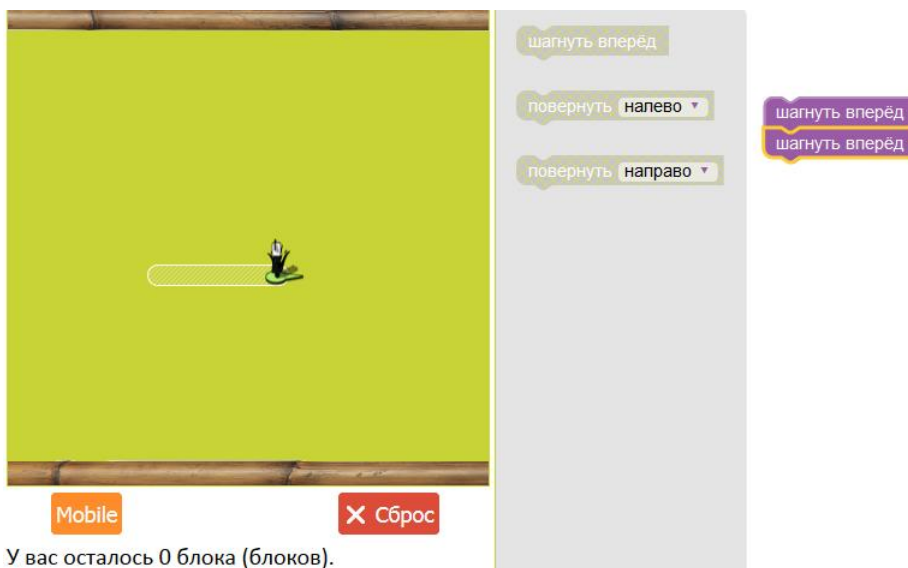 шагнуть вперёд
повернуть налево
повернуть направо
шагнуть вперёд
шагнуть вперёд
Mobile
Сброс
У вас осталось 0 блока (блоков).